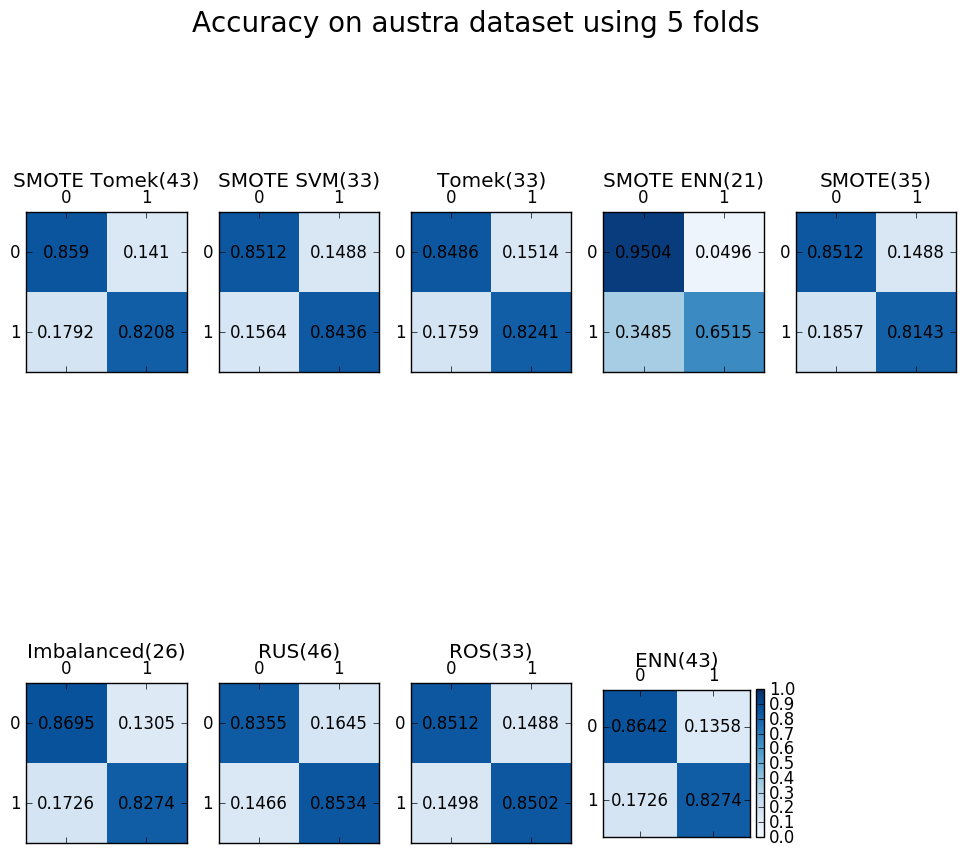 Accuracy on austra dataset using 5 folds
SMOTE Tomek(43) SMOTE SVM(33) Tomek(33) SMOTE ENN(21) SMOTE(35)
0 1 0 1 0 1 0 1 0 1
0 0.859 0.141 0 0.8512 0.1488 0 0.8486 0.1514 0 0.9504 0.0496 0 0.8512 0.1488
1 0.1792 0.8208 1 0.1564 0.8436 1 0.1759 0.8241 1 0.3485 0.6515 1 0.1857 0.8143
Imbalanced(26) RUS(46) ROS(33) ENN(43)
0 1 0 1 0 1 0 1
0 0.8695 0.1305 0 0.8355 0.1645 0 0.8512 0.1488 0 0.8642 0.1358
1 0.1726 0.8274 1 0.1466 0.8534 1 0.1498 0.8502 1 0.1726 0.8274
1.0
0.9
0.8
0.7
0.6
0.5
0.4
0.3
0.2
0.1
0.0